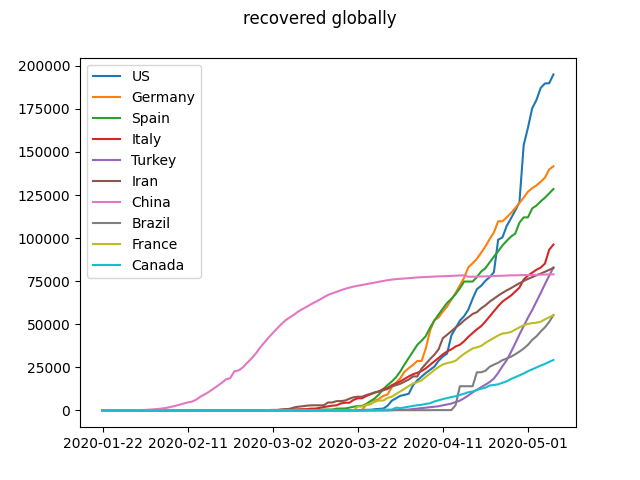 recovered globally
200000
175000
150000
125000
100000
75000
50000
25000
0
US
Germany
Spain
Italy
Turkey
Iran
China
Brazil
France
Canada
2020-01-22 2020-02-11 2020-03-02 2020-03-22 2020-04-11 2020-05-01